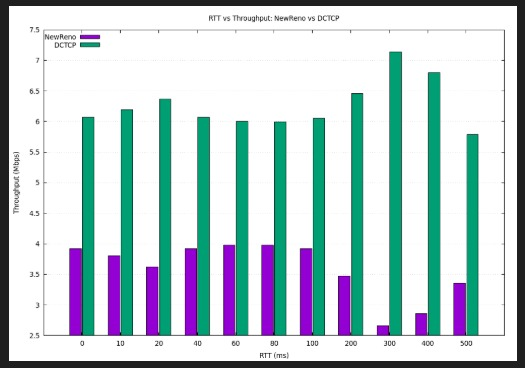 RTT vs Throughput: NewReno vs DCTCP
NewReno
DCTCP
Throughput (Mbps)
7.5
7
6.5
6
5.5
5
4.5
4
3.5
3
2.5
0 10 20 40 60 80 100 200 300 400 500
RTT (ms)